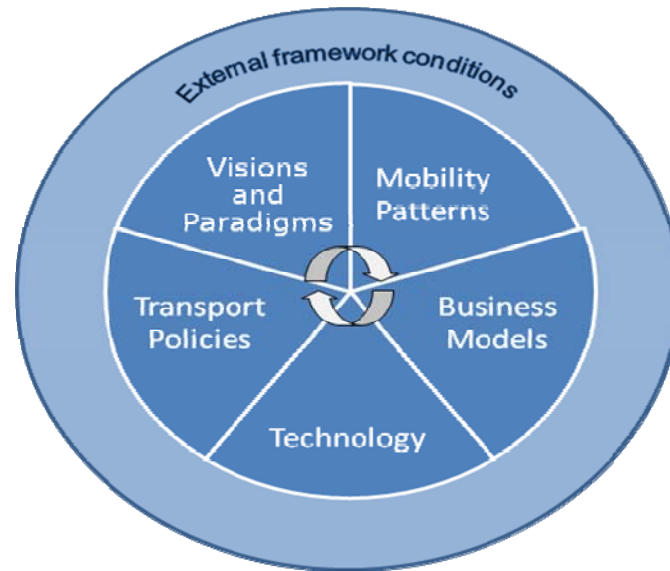 External framework conditions
Visions
and
Paradigms
Mobility
Patterns
Transport
Policies
Business
Models
Technology